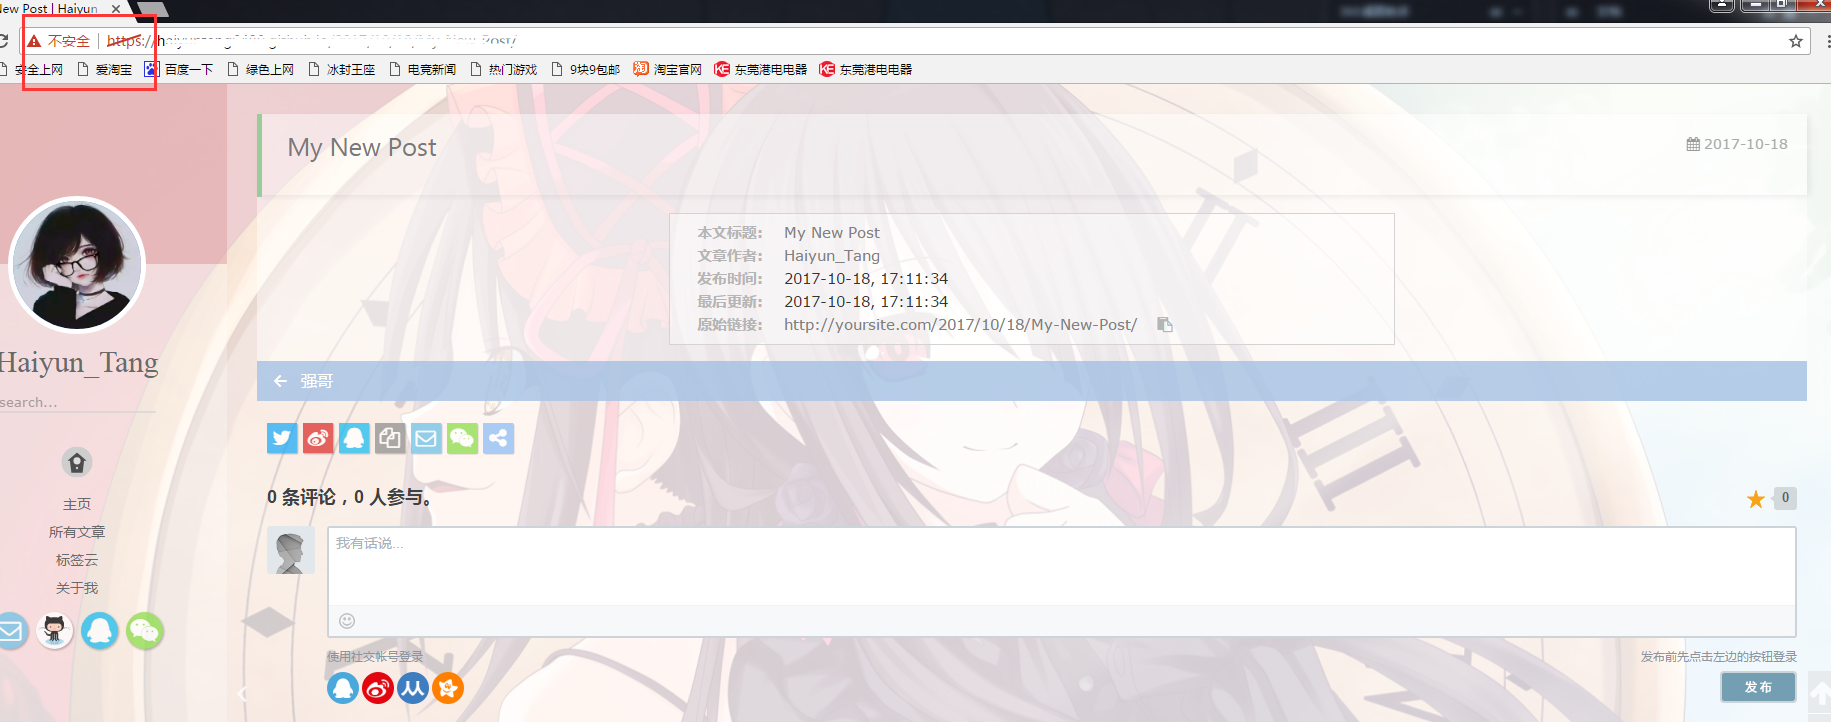 New Post | Haiyun
不安全 | https://
安全上网 爱淘宝 百度一下 绿色上网 冰封王座 电竞新闻 热门游戏 9块9包邮 淘宝官网 东莞港电电器 东莞港电电器
My New Post
2017-10-18
本文标题： My New Post
文章作者： Haiyun_Tang
发布时间： 2017-10-18, 17:11:34
最后更新： 2017-10-18, 17:11:34
原始链接： http://yoursite.com/2017/10/18/My-New-Post/
Haiyun_Tang
search...
主页
所有文章
标签云
关于我
强哥
0 条评论，0 人参与。
0
我有话说...
使用社交帐号登录
发布前先点击左边的按钮登录
发布